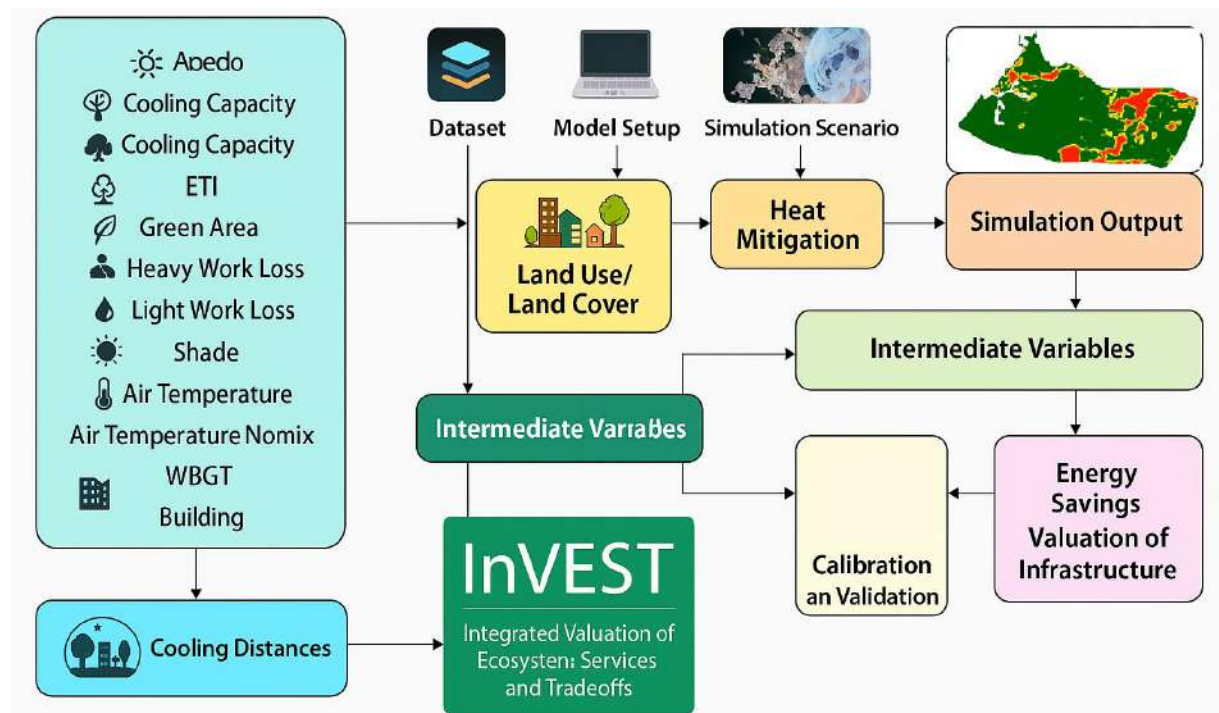 Apedo
Cooling Capacity
Cooling Capacity
ETI
Green Area
Heavy Work Loss
Light Work Loss
Shade
Air Temperature
Air Temperature Nomix
WBGT
Building
Cooling Distances
Dataset
Model Setup
Simulation Scenario
Land Use/
Land Cover
Heat
Mitigation
Simulation Output
Intermediate Variables
Intermediate Varrables
Energy
Savings
Valuation of
Infrastructure
Calibration
an Validation
InVEST
Integrated Valuation of
Ecosysten: Services
and Tradeoffs